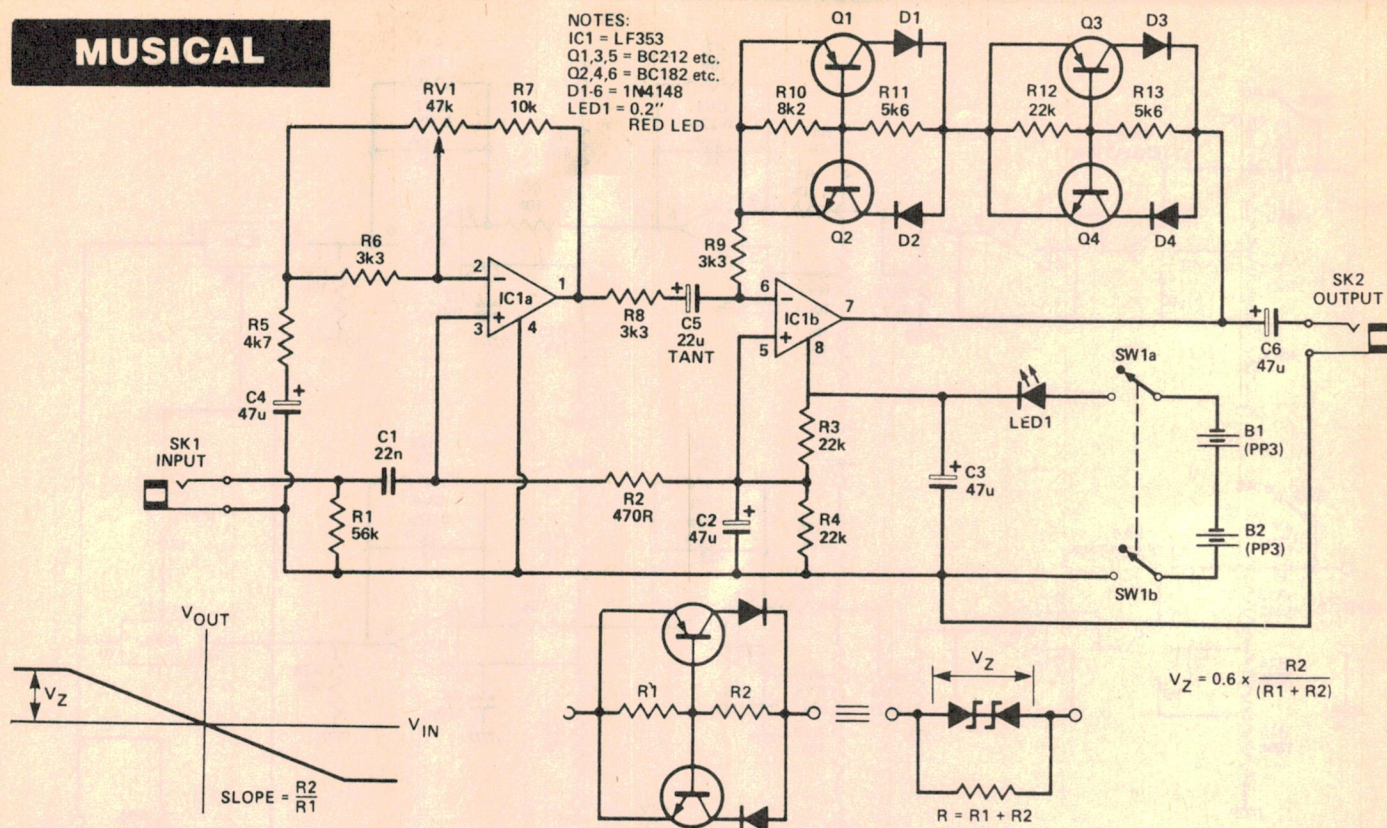 MUSICAL
NOTES:
IC1 = LF353
Q1,3,5 = BC212 etc.
Q2,4,6 = BC182 etc.
D1-6 = 1N4148
LED1 = 0.2"
RED LED
RV1
47k
R7
10k
Q1
D1
Q3
D3
R10
8k2
R11
5k6
R12
22k
R13
5k6
Q2
D2
Q4
D4
R6
3k3
2
−
IC1a
+
3
1
4
R9
3k3
R5
4k7
R8
3k3
+
C5
22u
TANT
6
−
IC1b
+
5
7
8
SK2
OUTPUT
+
C6
47u
C4
47u
+
SW1a
LED1
R3
22k
B1
(PP3)
SK1
INPUT
C1
22n
+
C3
47u
R1
56k
R2
470R
C2
47u
+
R4
22k
B2
(PP3)
SW1b
VOUT
VZ
VIN
SLOPE = R2
R1
R1
R2
VZ
R = R1 + R2
VZ = 0.6 x R2
(R1 + R2)